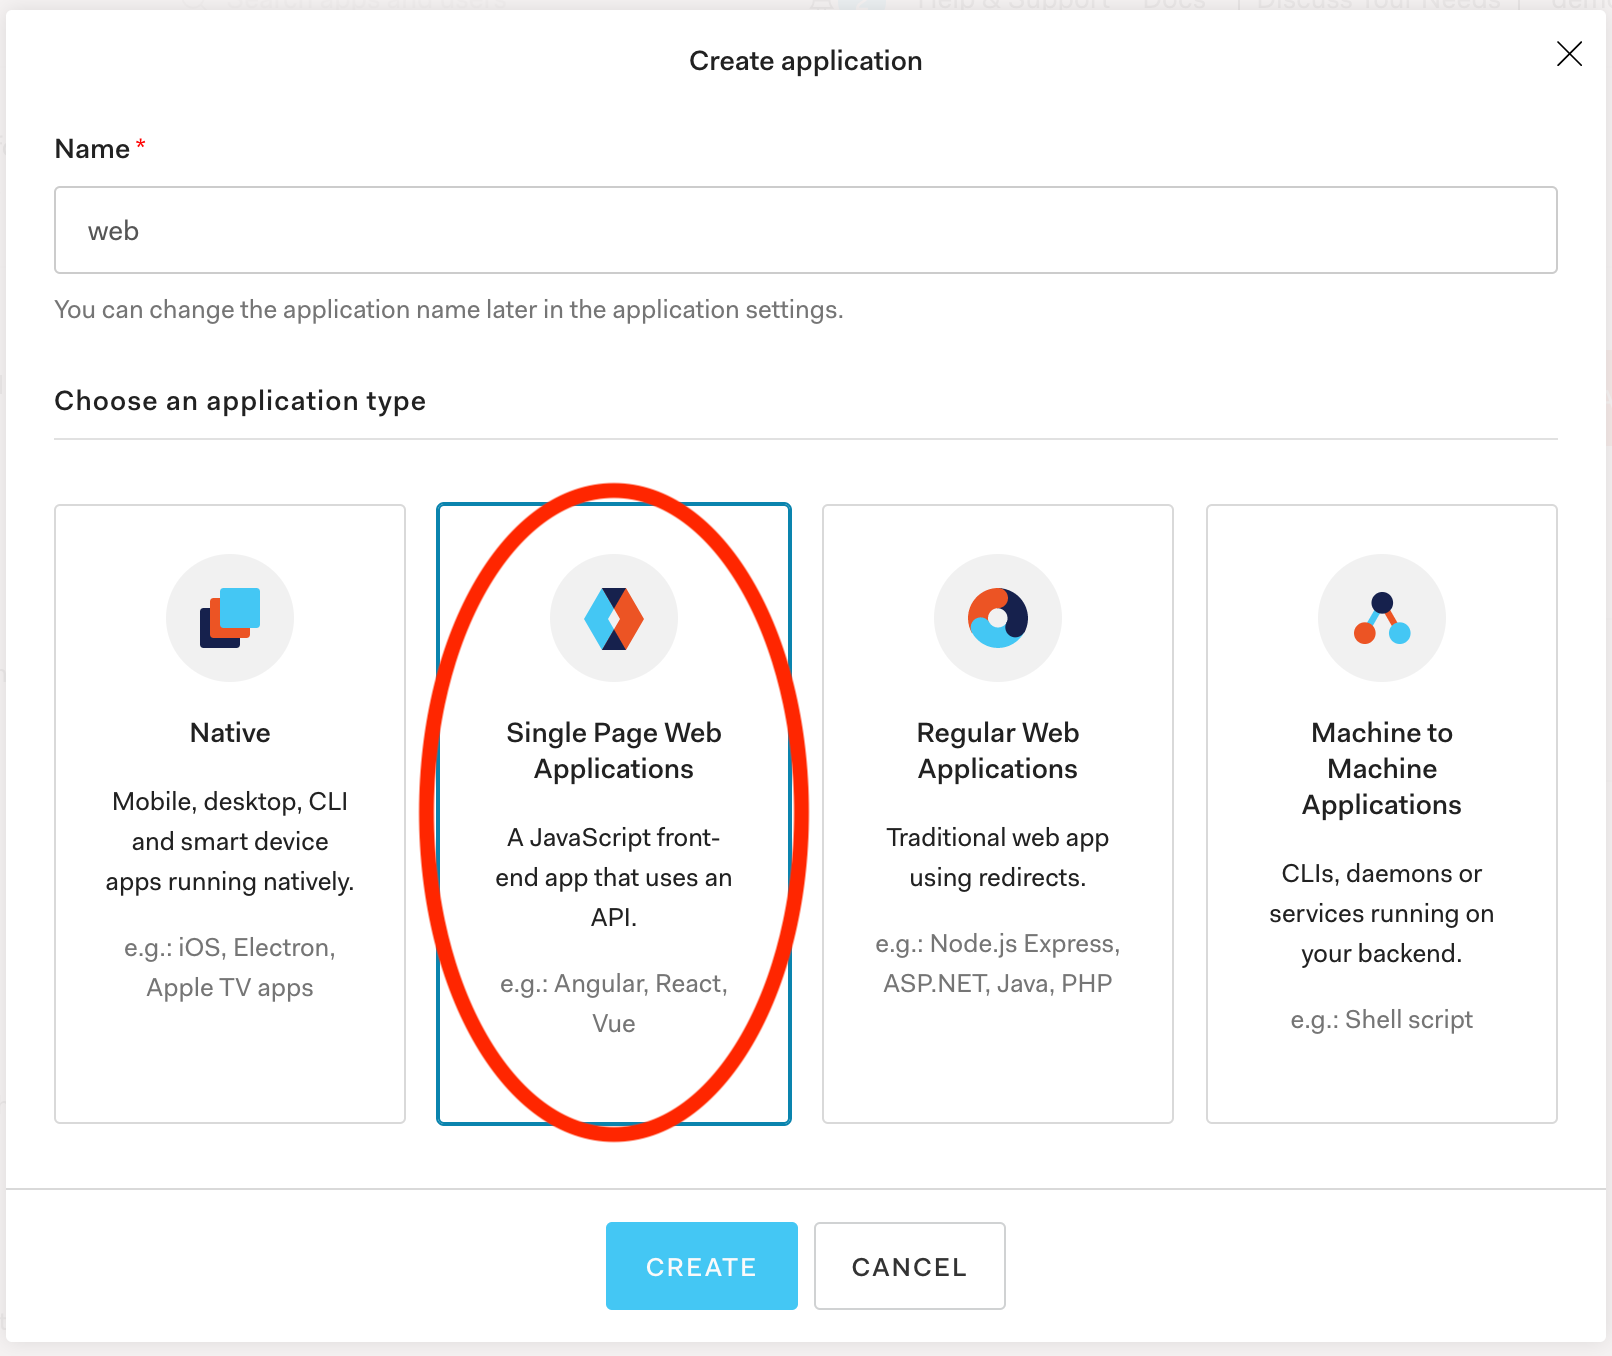 Create application
Name *
web
You can change the application name later in the application settings.
Choose an application type
Native
Mobile, desktop, CLI
and smart device
apps running natively.
e.g.: iOS, Electron,
Apple TV apps
Single Page Web
Applications
A JavaScript front-
end app that uses an
API.
e.g.: Angular, React,
Vue
Regular Web
Applications
Traditional web app
using redirects.
e.g.: Node.js Express,
ASP.NET, Java, PHP
Machine to
Machine
Applications
CLIs, daemons or
services running on
your backend.
e.g.: Shell script
CREATE
CANCEL